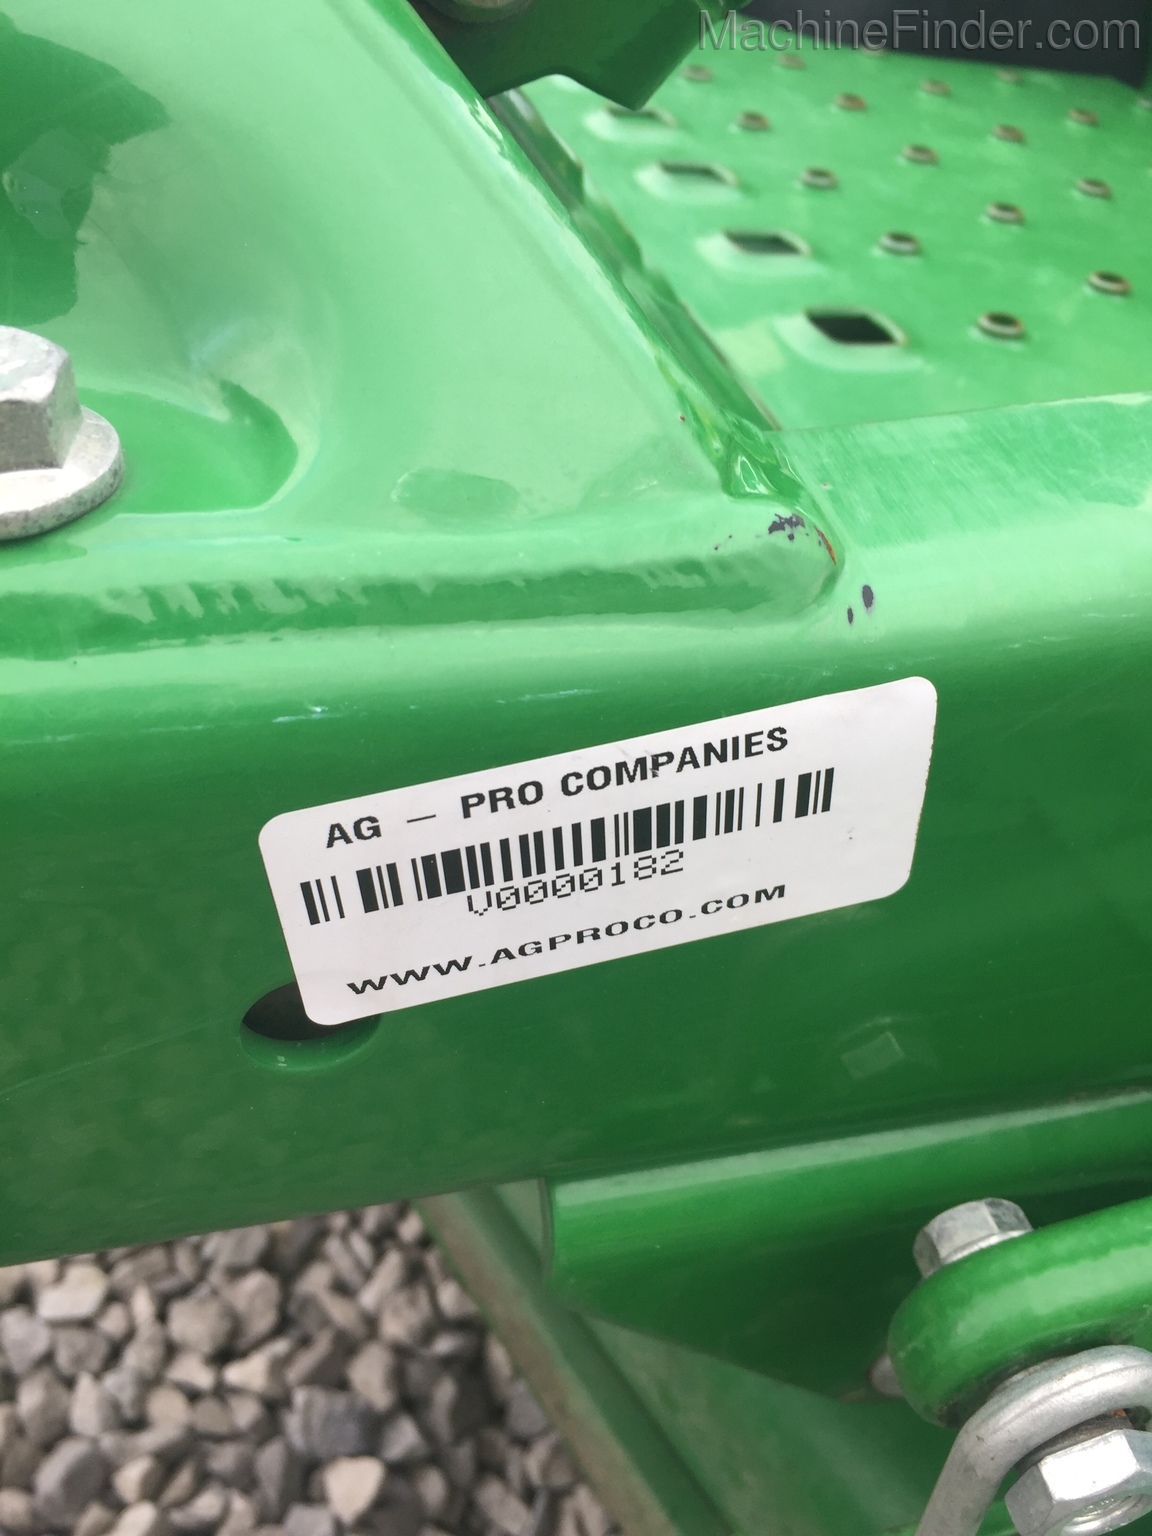 MachineFinder.com
AG – PRO COMPANIES
V0000182
WWW.AGPROCO.COM